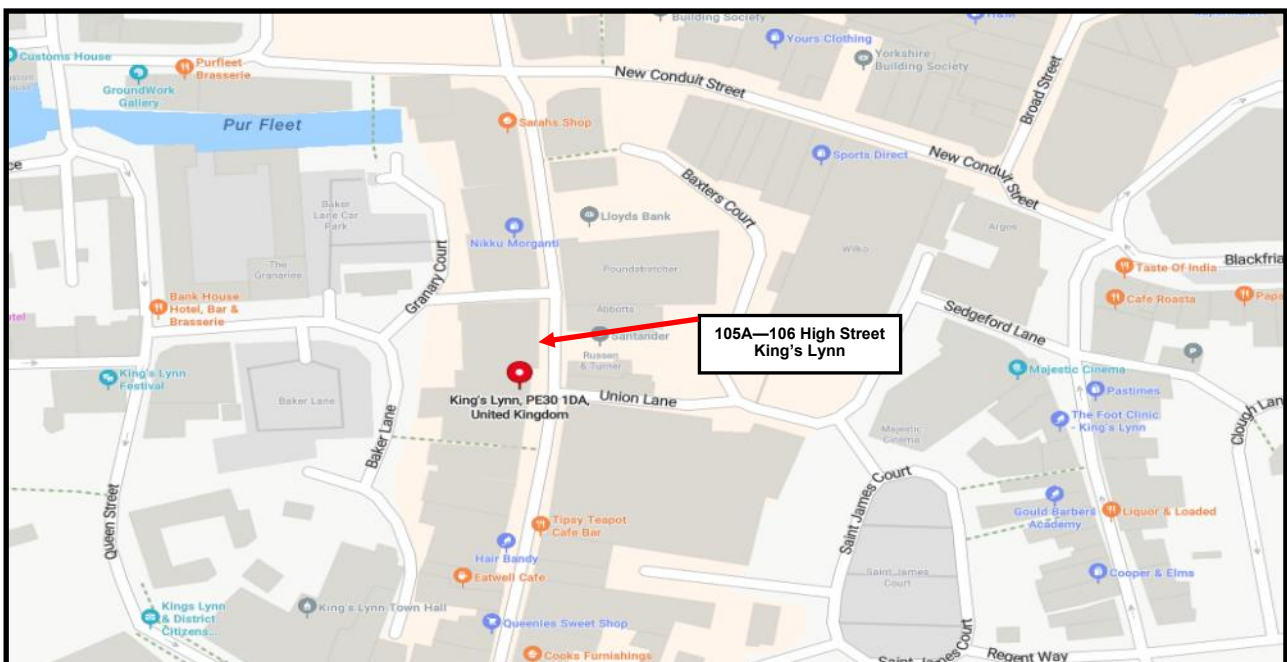 Building Society
H&M
Yours Clothing
Yorkshire
Building Society
Customs House
Purfleet
Brasserie
GroundWork
Gallery
New Conduit Street
Broad Street
Pur Fleet
Sarahs Shop
Sports Direct
New Conduit Street
Baxters Court
Baker
Lane Car
Park
Lloyds Bank
Nikku Morganti
Wilko
Argos
The
Granaries
Granary Court
Poundstretcher
Taste Of India
Blackfria
Bank House
Hotel, Bar &
Brasserie
Abbotts
Santander
Cafe Roasta
Papa
Sedgeford Lane
105A—106 High Street
King's Lynn
Russen
& Turner
King's Lynn
Festival
Baker Lane
King's Lynn, PE30 1DA,
United Kingdom
Union Lane
Majestic Cinema
Pastimes
The Foot Clinic
- King's Lynn
Clough Lan
Baker Lane
Majestic
Cinema
Queen Street
Saint James Court
Tipsy Teapot
Cafe Bar
Gould Barbers
Academy
Liquor & Loaded
Hair Bandy
Eatwell Cafe
Saint James
Court
Cooper & Elms
Kings Lynn
& District
Citizens...
King's Lynn Town Hall
Queenies Sweet Shop
Cooks Furnishings
Saint James Court
Regent Way